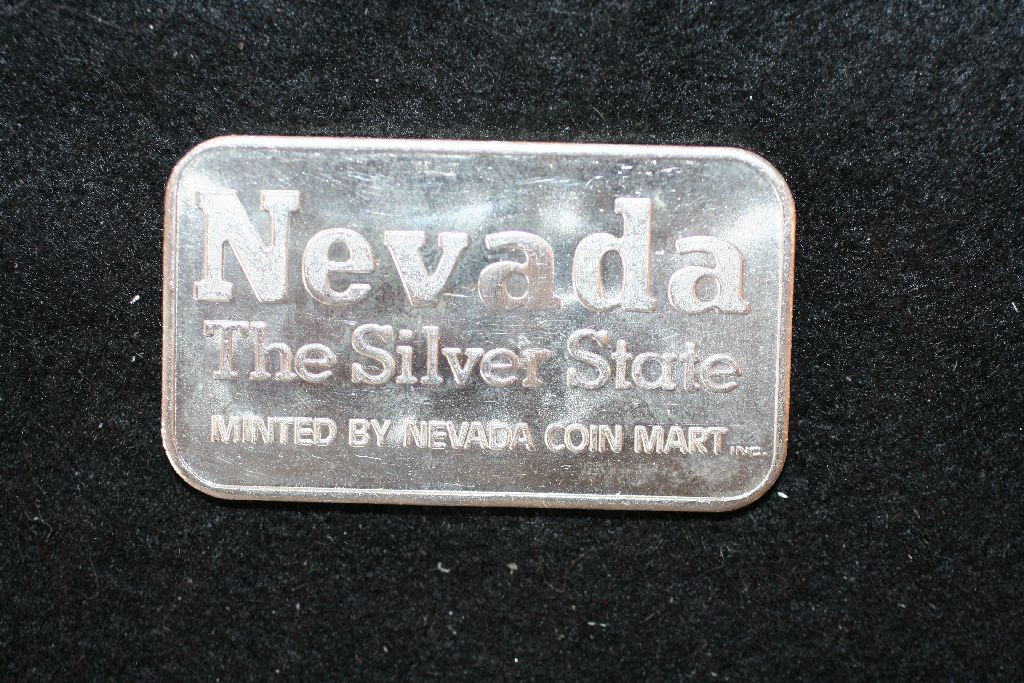 Nevada
The Silver State
MINTED BY NEVADA COIN MART INC.